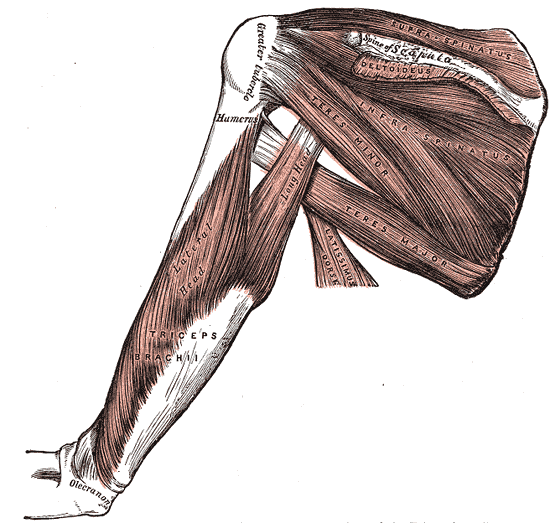 SUPRA-SPINATUS
Spine of Scapula
DELTOIDEUS
Greater tubercle
Humerus
TERES MINOR
INFRA-SPINATUS
Long Head
TERES MAJOR
LATISSIMUS
DORSI
Lateral
Head
TRICEPS
BRACHII
Olecranon